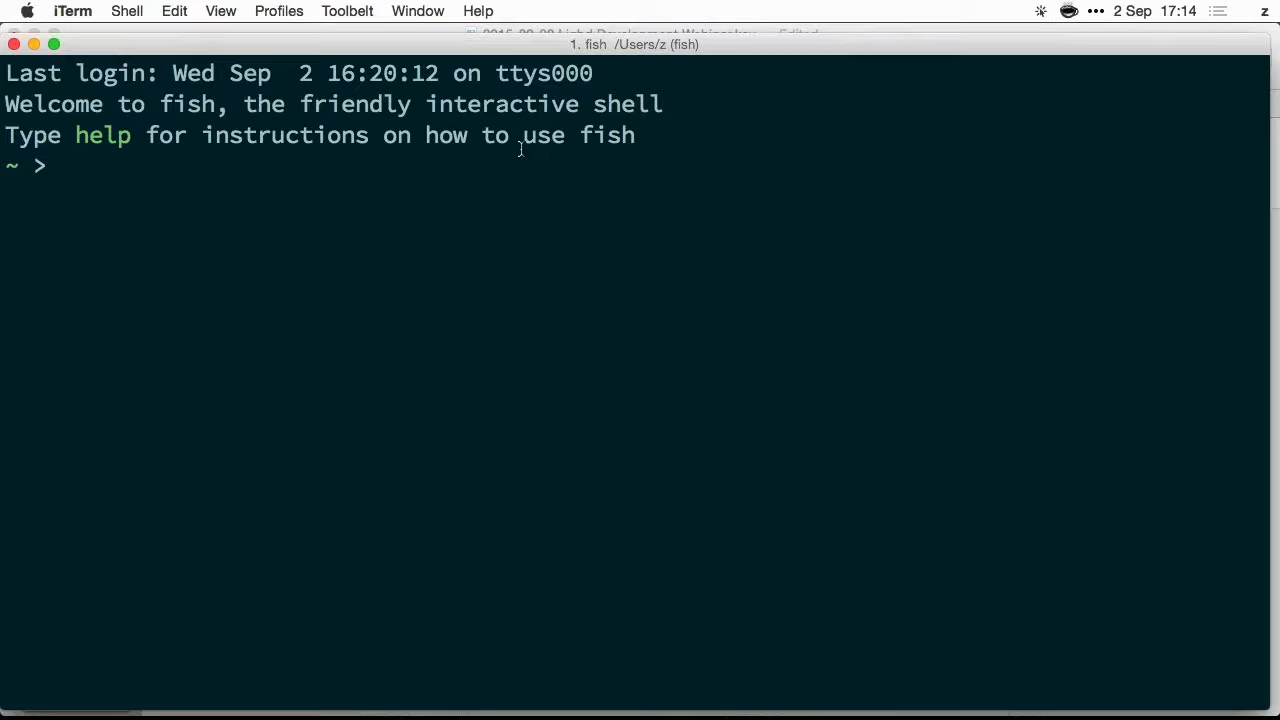 iTerm Shell Edit View Profiles Toolbelt Window Help 2 Sep 17:14 z
1. fish /Users/z (fish)
Last login: Wed Sep  2 16:20:12 on ttys000
Welcome to fish, the friendly interactive shell
Type help for instructions on how to use fish
~ >